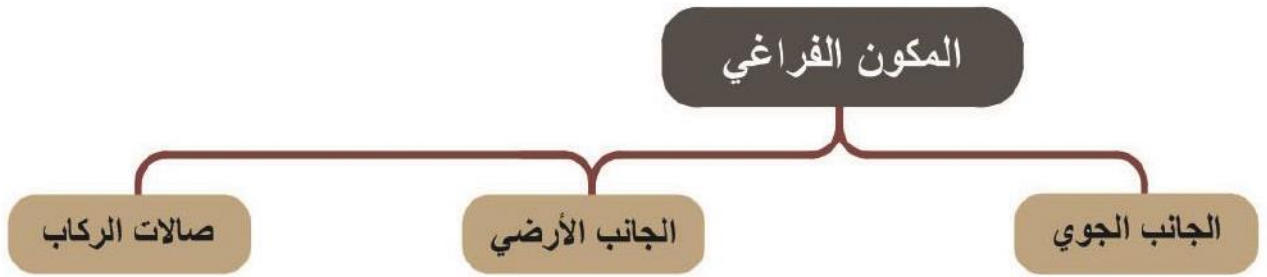 المكون الفراغي
الجانب الجوي
الجانب الأرضي
صالات الركاب